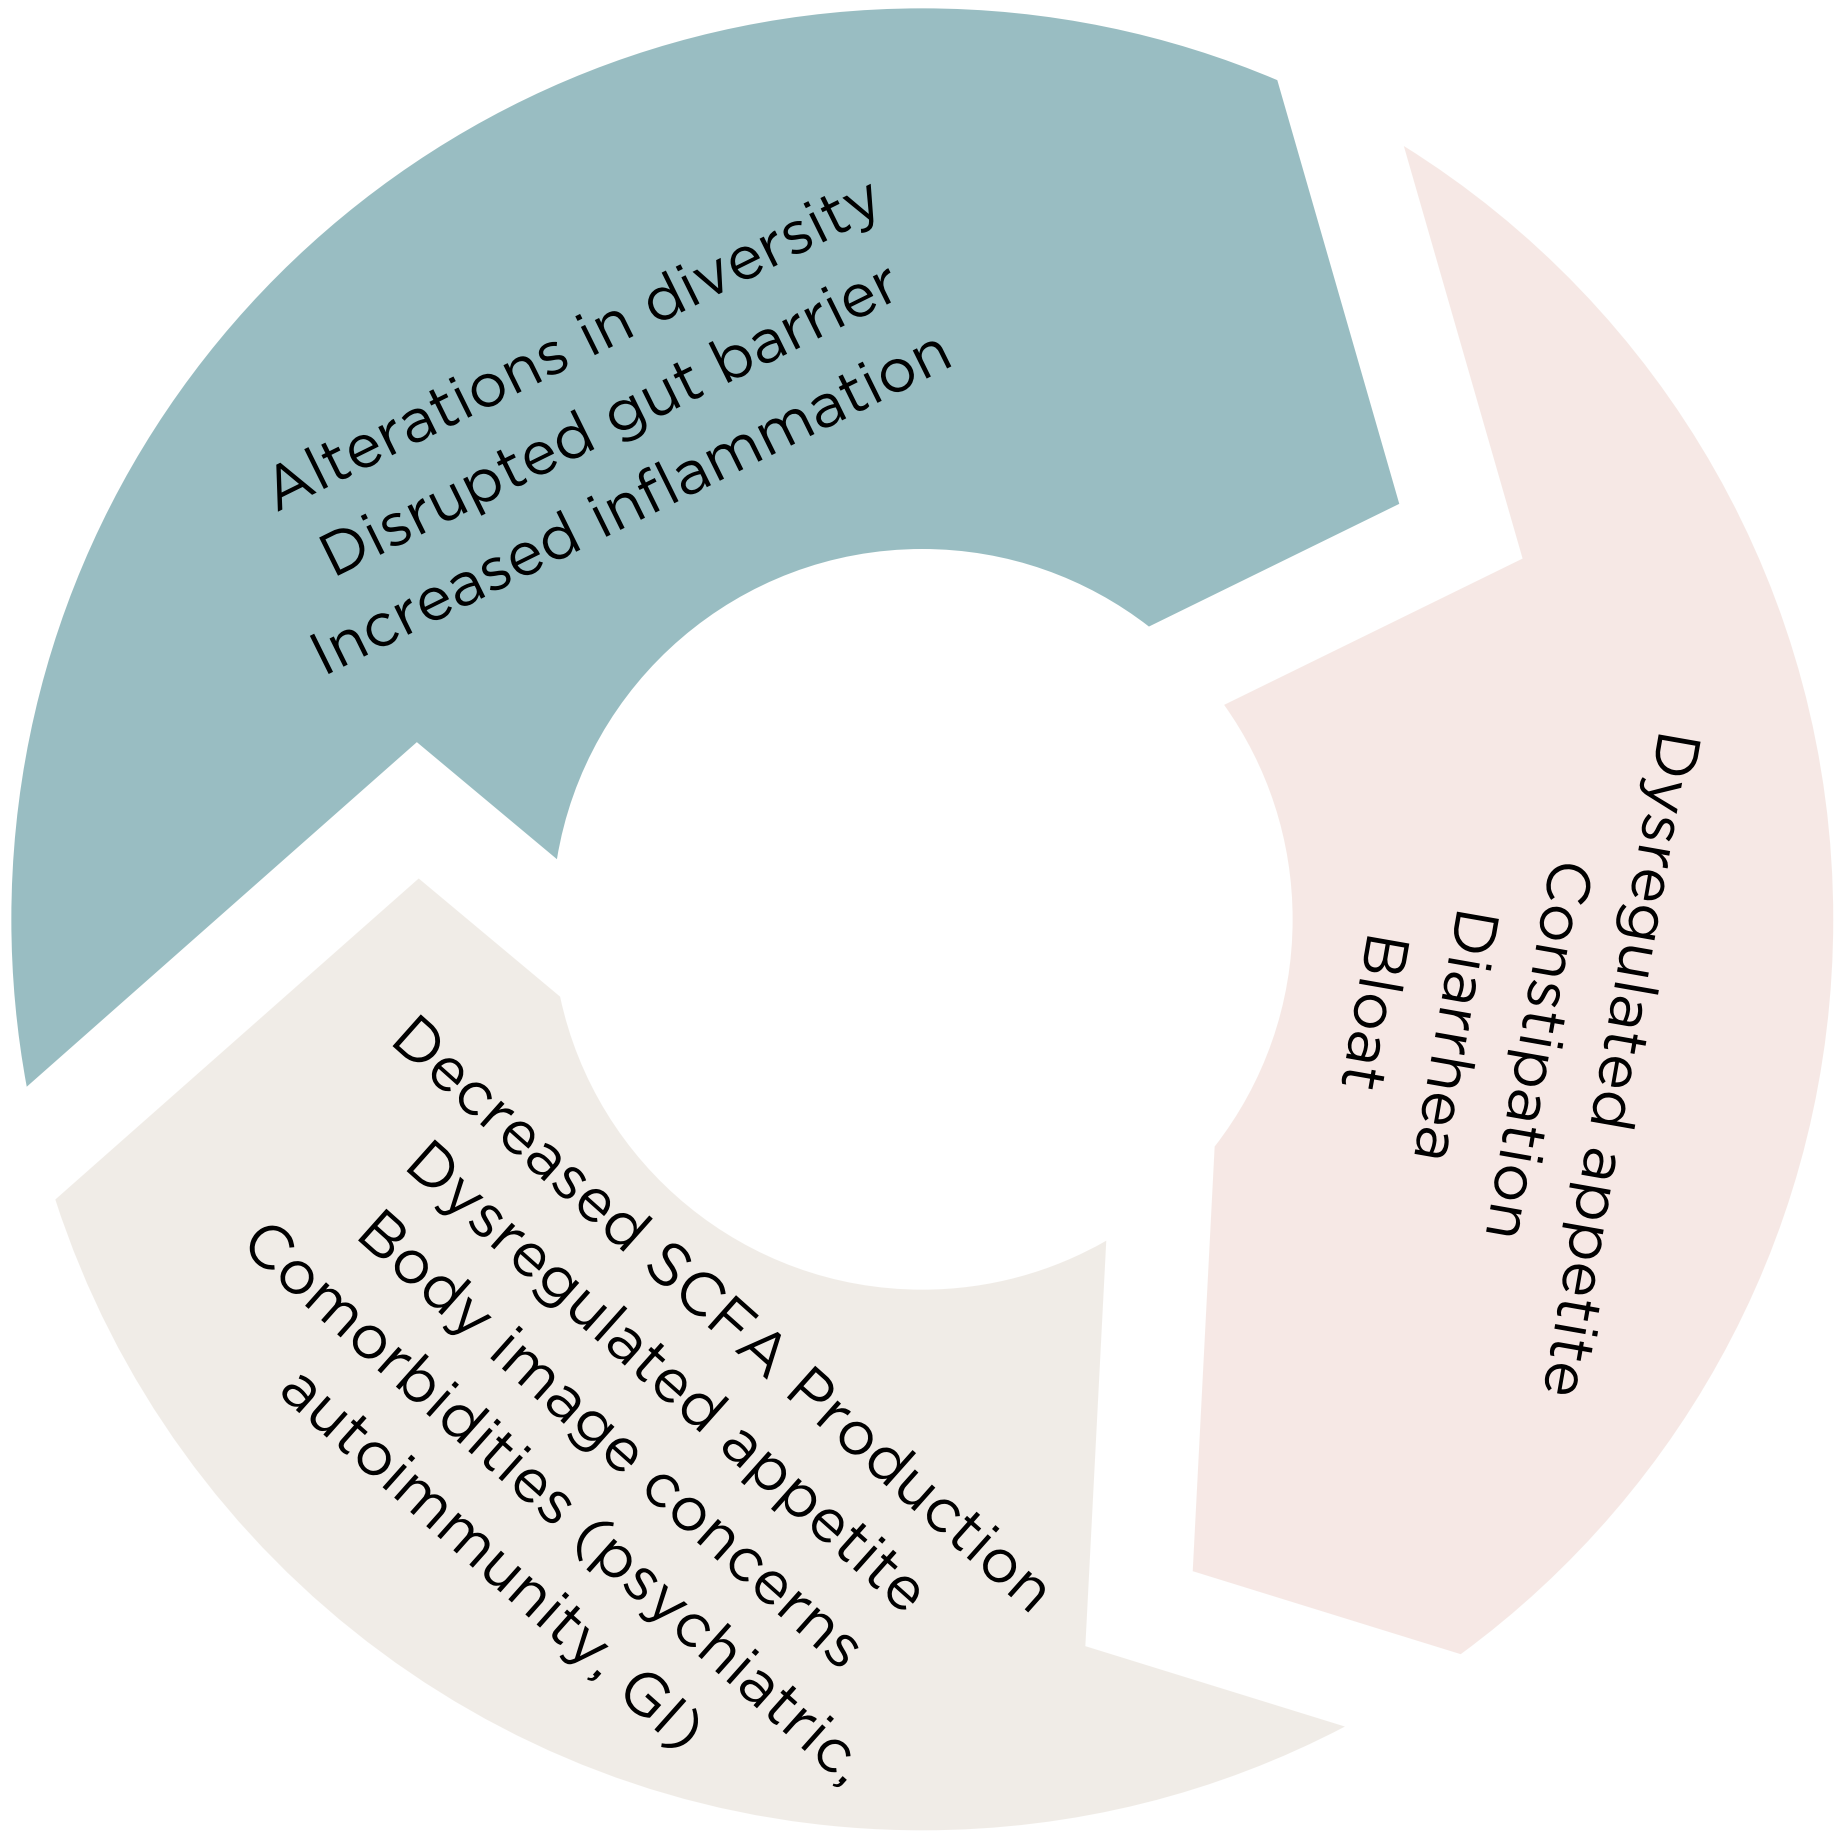 Alterations in diversity
Disrupted gut barrier
Increased inflammation
Dysregulated appetite
Constipation
Diarrhea
Bloat
Decreased SCFA Production
Dysregulated appetite
Body image concerns
Comorbidities (psychiatric,
autoimmunity, GI)